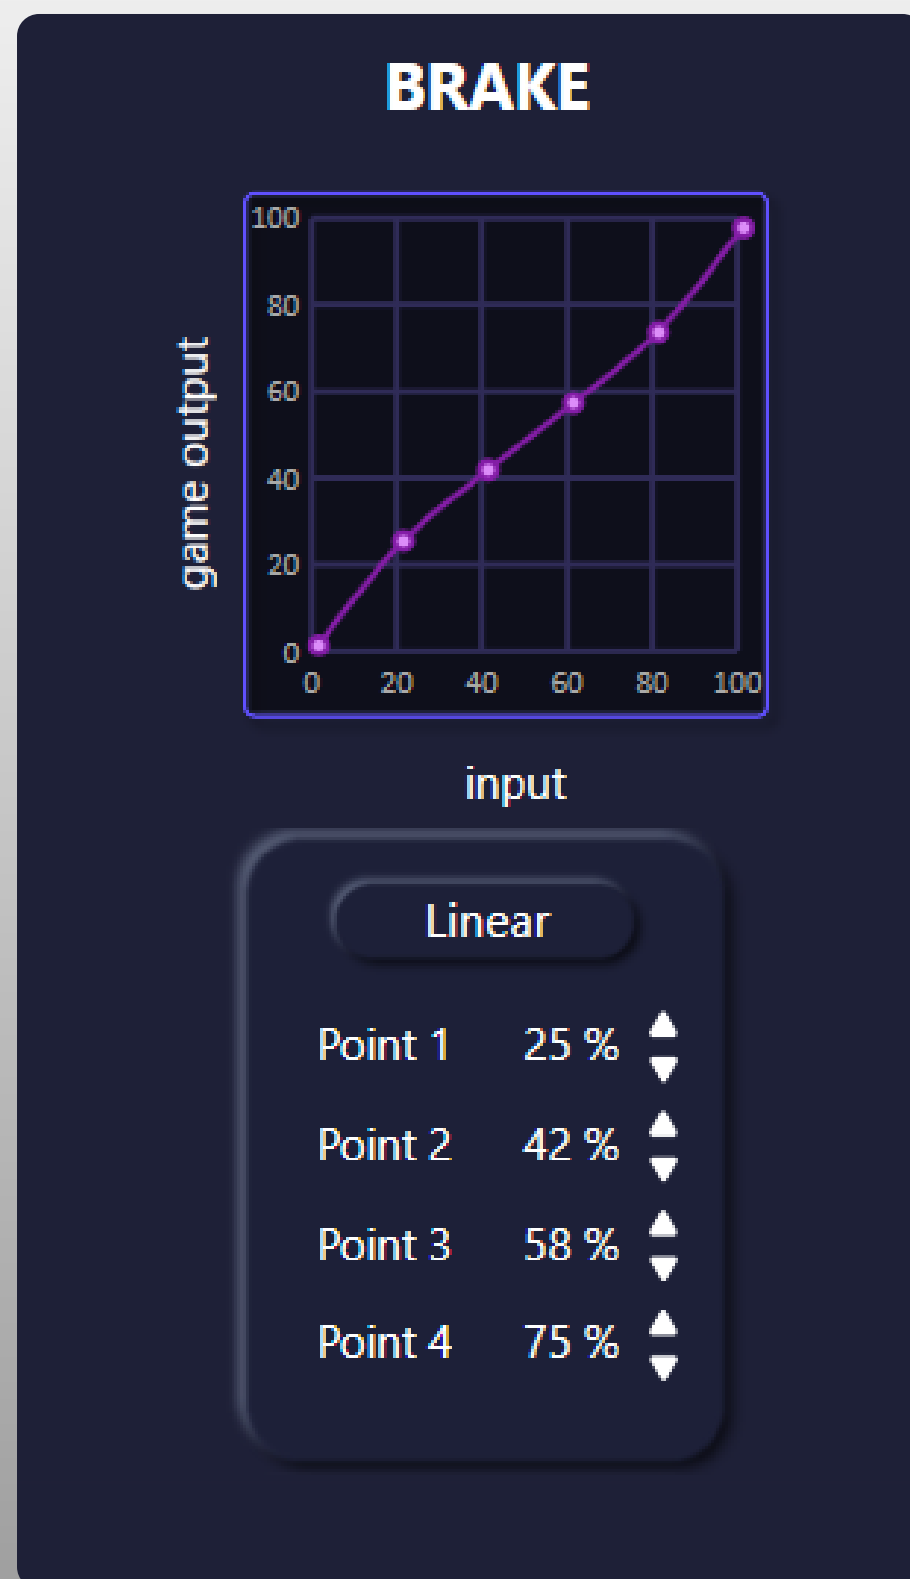 BRAKE
100
80
60
40
20
0
game output
0 20 40 60 80 100
input
Linear
Point 1 25 %
Point 2 42 %
Point 3 58 %
Point 4 75 %